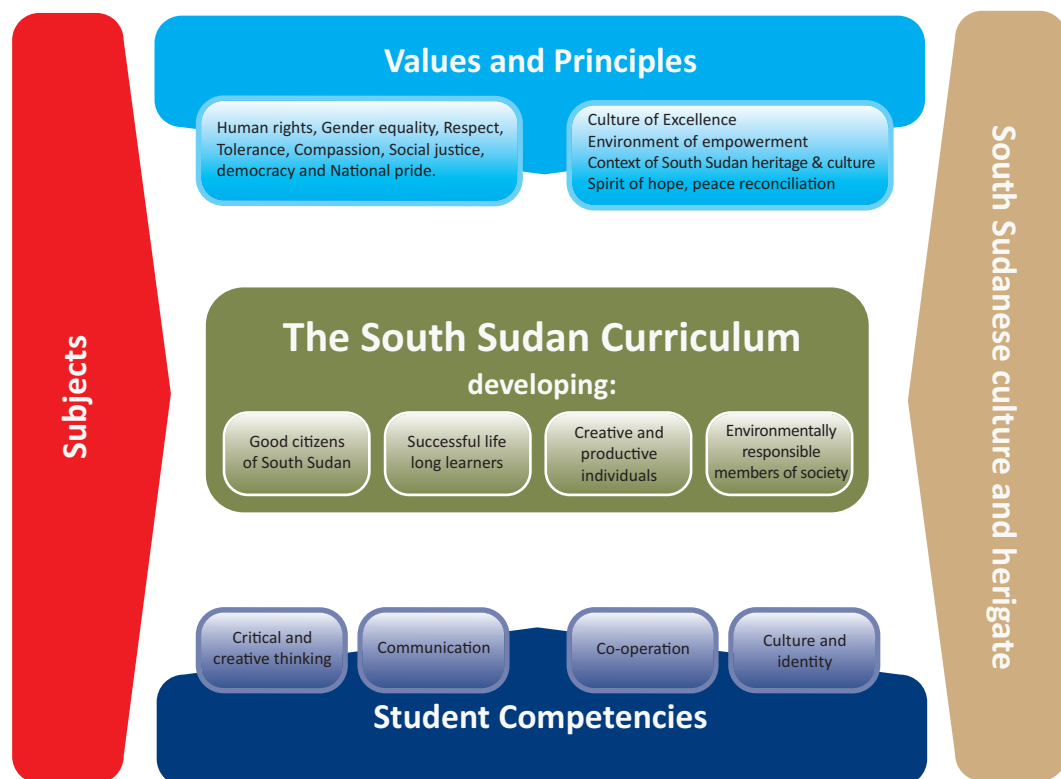 Values and Principles
Human rights, Gender equality, Respect,
Tolerance, Compassion, Social justice,
democracy and National pride.
Culture of Excellence
Environment of empowerment
Context of South Sudan heritage & culture
Spirit of hope, peace reconciliation
Subjects
The South Sudan Curriculum
developing:
Good citizens
of South Sudan
Successful life
long learners
Creative and
productive
individuals
Environmentally
responsible
members of society
South Sudanese culture and herigate
Critical and
creative thinking
Communication
Co-operation
Culture and
identity
Student Competencies